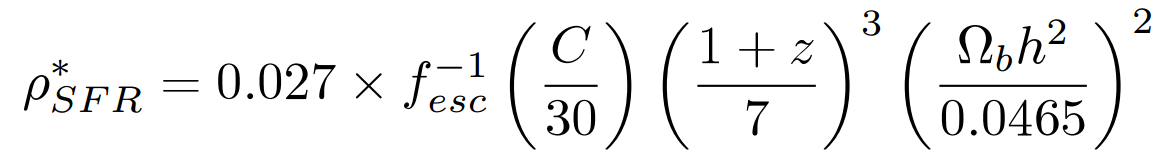 ρ*_{SFR} = 0.027 × f_{esc}^{-1} (C/30) ((1 + z)/7)^3 (Ω_b h^2/0.0465)^2